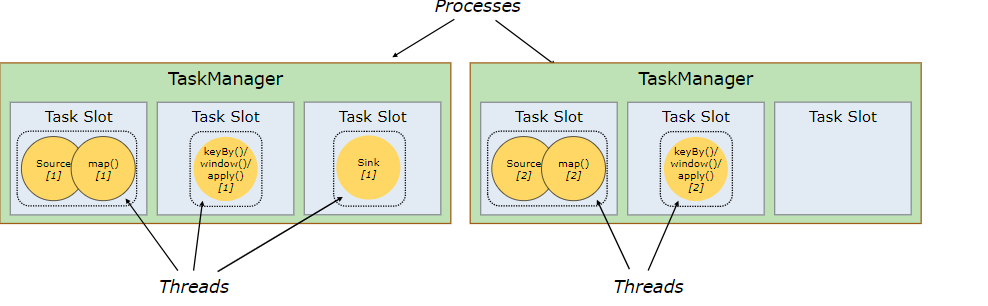 Processes
TaskManager
Task Slot
Source
[1]
map()
[1]
Task Slot
keyBy()/
window()/
apply()
[1]
Task Slot
Sink
[1]
TaskManager
Task Slot
Source
[2]
map()
[2]
Task Slot
keyBy()/
window()/
apply()
[2]
Task Slot
Threads
Threads